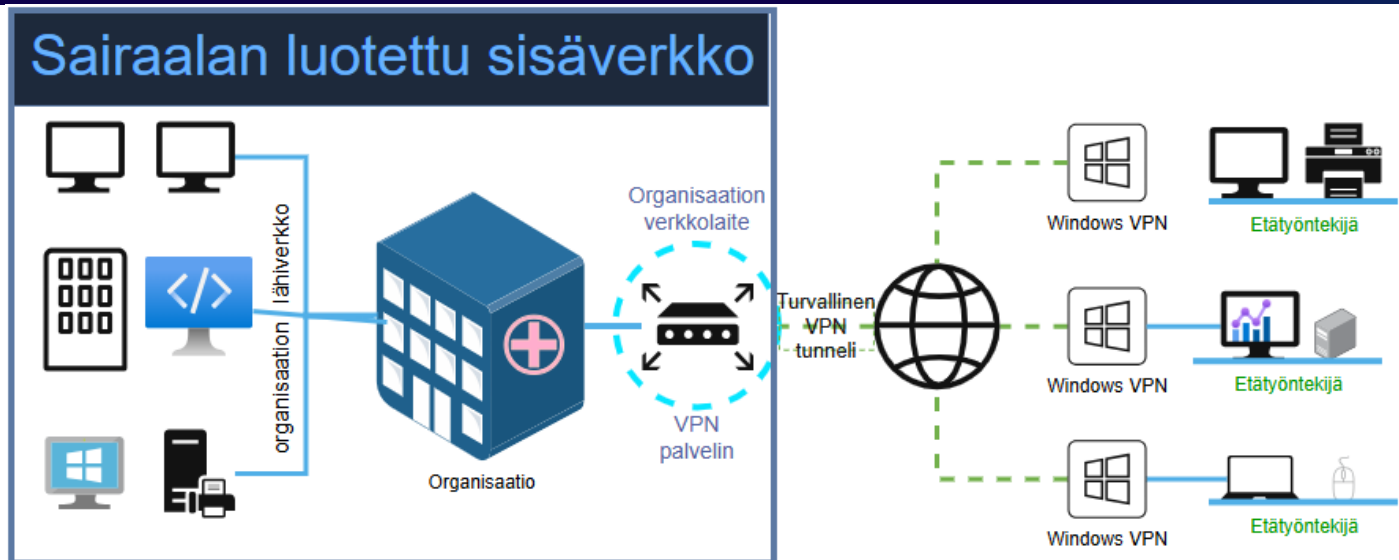 Sairaalan luotettu sisäverkko
organisaation lähiverkko
Organisaatio
Organisaation
verkkolaite
VPN
palvelin
Turvallinen
VPN
tunneli
Windows VPN
Etätyöntekijä
Windows VPN
Etätyöntekijä
Windows VPN
Etätyöntekijä